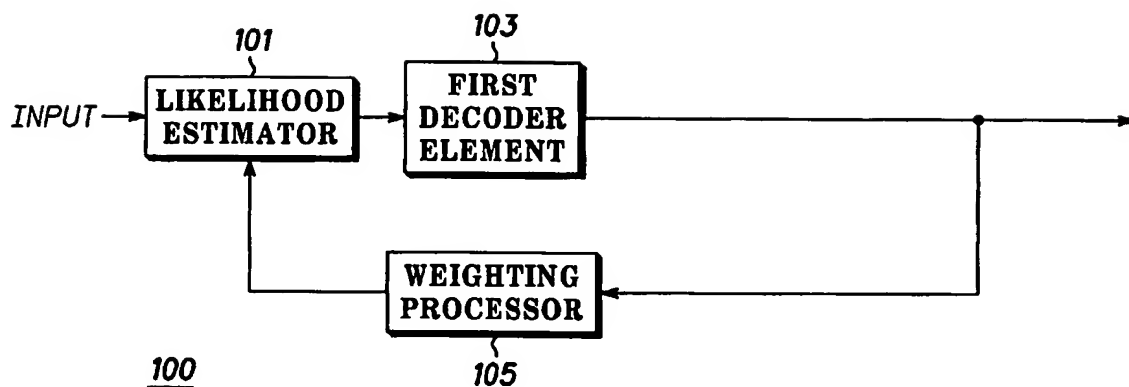 101
103
INPUT
LIKELIHOOD
ESTIMATOR
FIRST
DECODER
ELEMENT
WEIGHTING
PROCESSOR
105
100